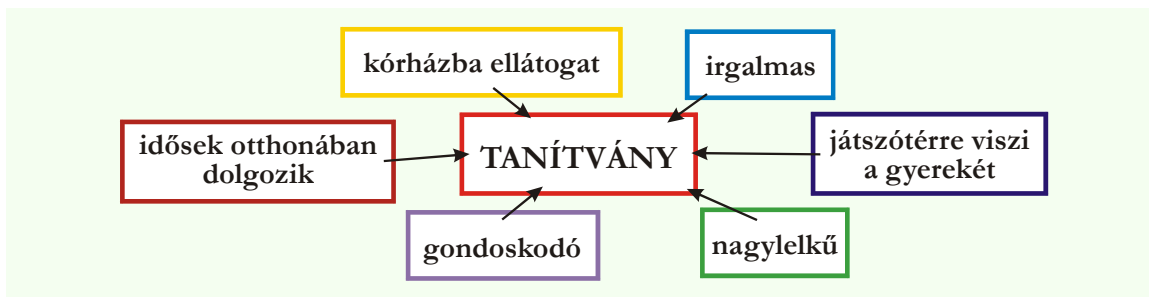 kórházba ellátogat
irgalmas
idősek otthonában
dolgozik
TANÍTVÁNY
játszótérre viszi
a gyerekét
gondoskodó
nagylelkű